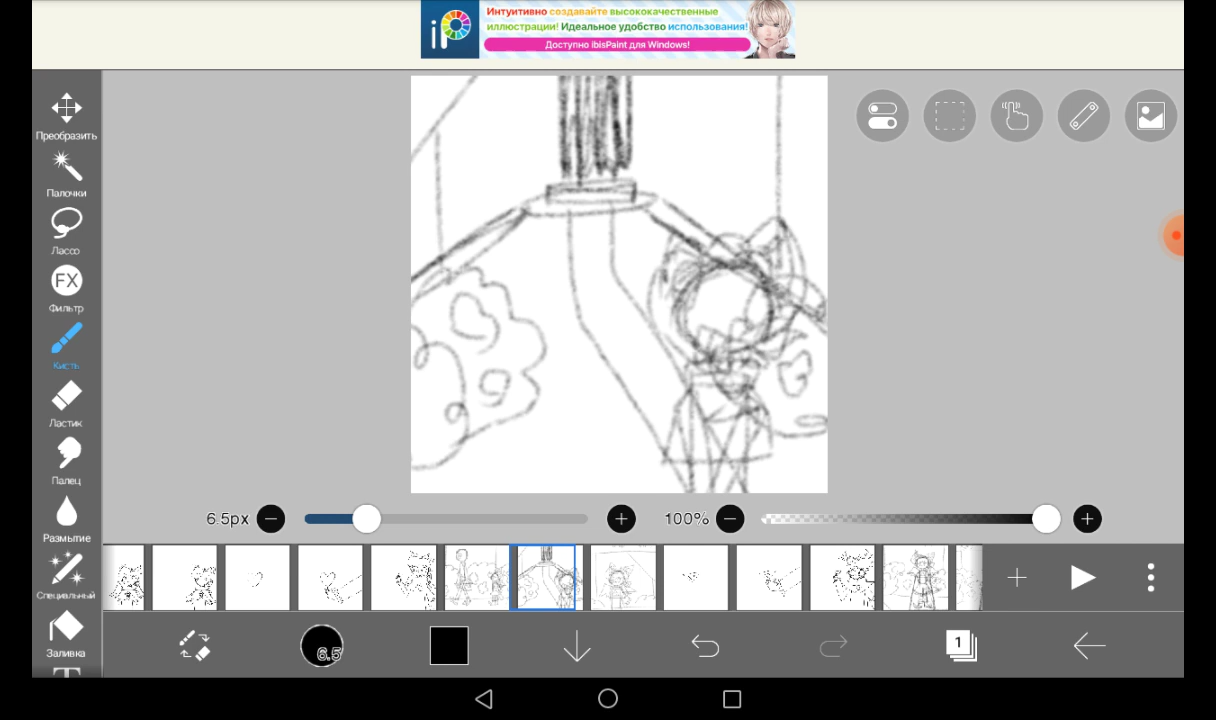 iP
Интуитивно создавайте высококачественные
иллюстрации! Идеальное удобство использования!
Доступно ibisPaint для Windows!
Преобразить
Палочки
Лассо
FX
Фильтр
Кисть
Ластик
Палец
Размытие
Специальный
Заливка
T
6.5px
100%
6.5
1